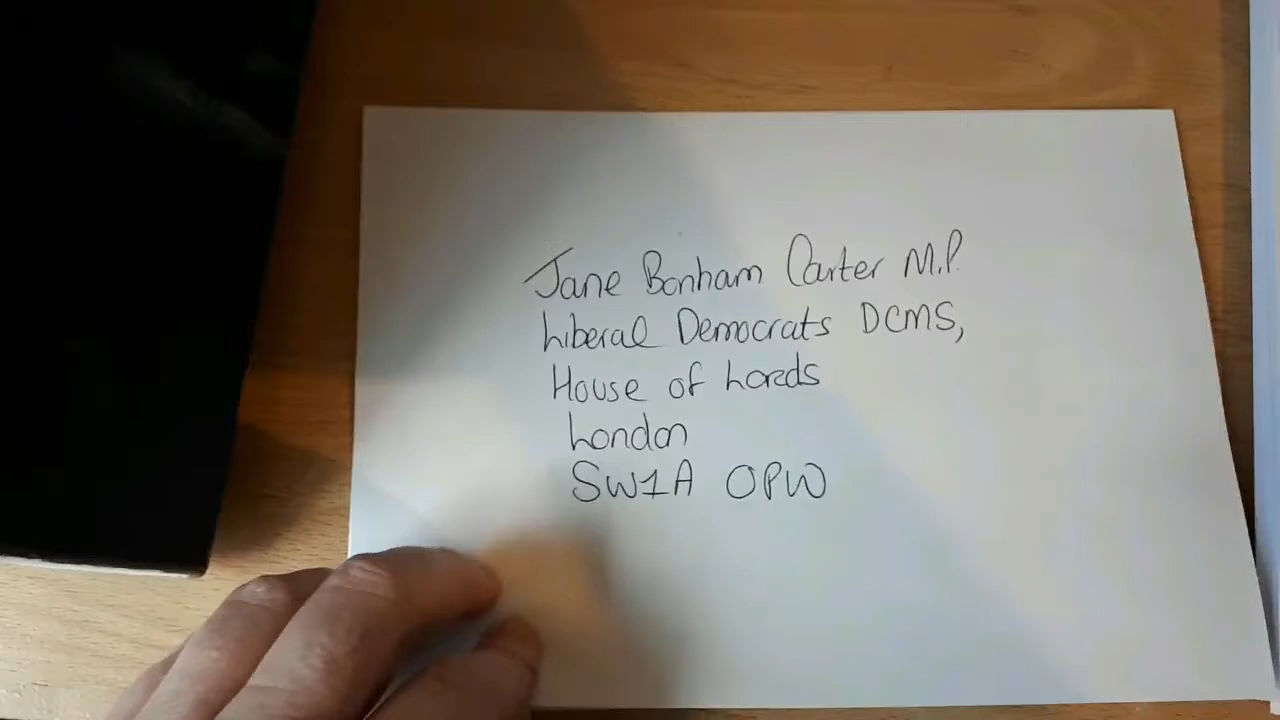 Jane Bonham Carter M.P.
Liberal Democrats DCMS,
House of Lords
London
SW1A 0PW